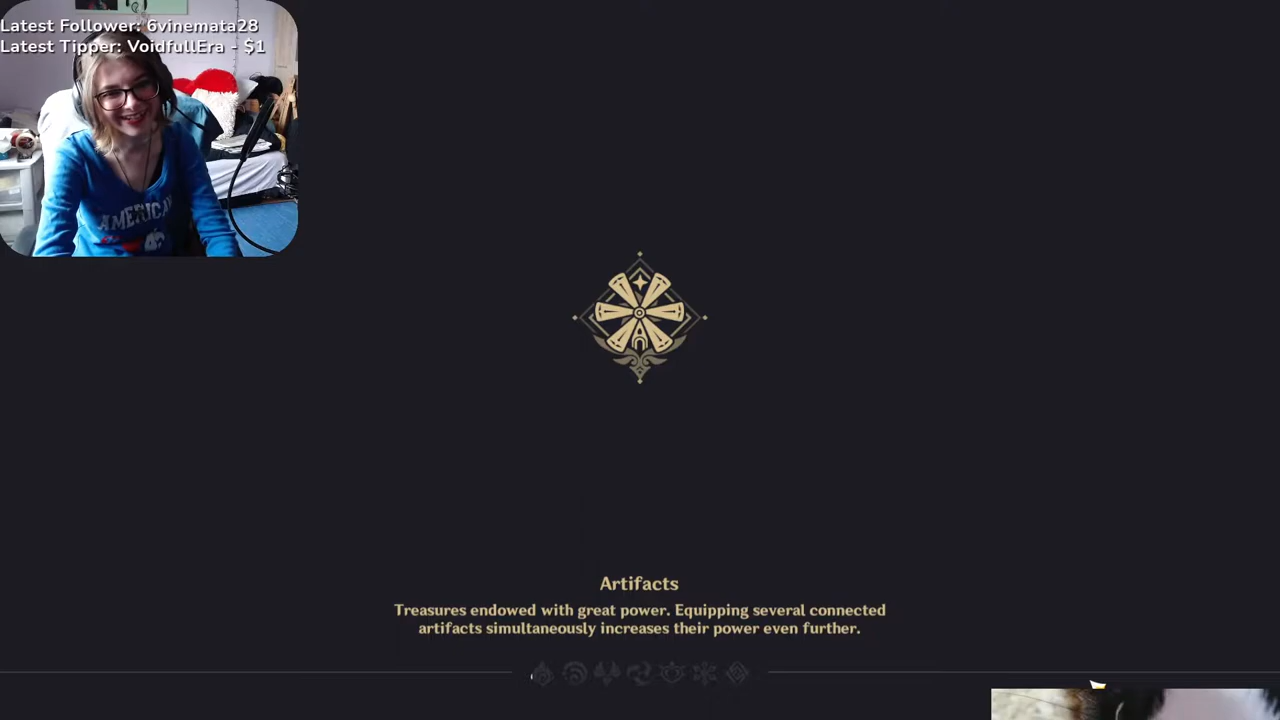 Latest Follower: 6vinemata28
Latest Tipper: VoidfullEra - $1
AMERICAN
Artifacts
Treasures endowed with great power. Equipping several connected
artifacts simultaneously increases their power even further.